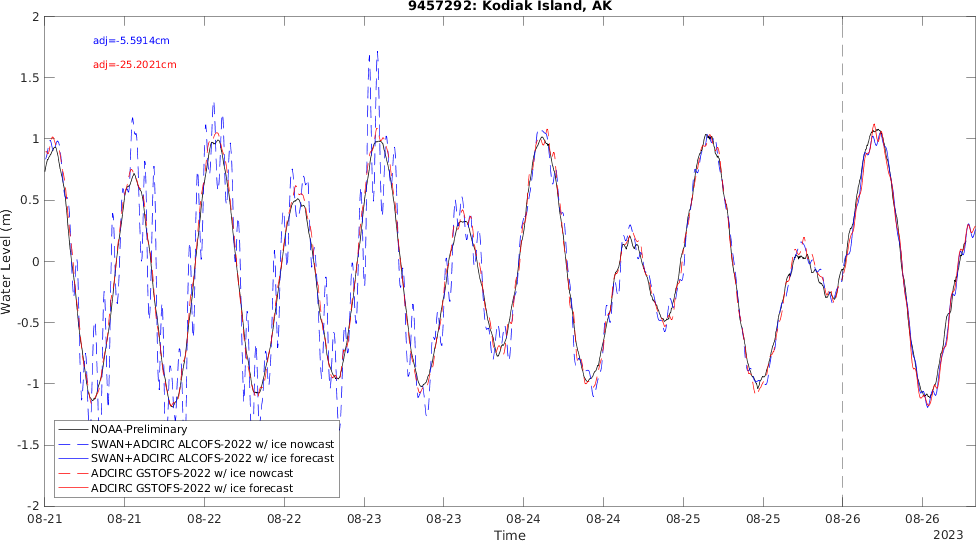 9457292: Kodiak Island, AK
adj=-5.5914cm
adj=-25.2021cm
2
1.5
1
0.5
0
-0.5
-1
-1.5
-2
Water Level (m)
NOAA-Preliminary
SWAN+ADCIRC ALCOFS-2022 w/ ice nowcast
SWAN+ADCIRC ALCOFS-2022 w/ ice forecast
ADCIRC GSTOFS-2022 w/ ice nowcast
ADCIRC GSTOFS-2022 w/ ice forecast
08-21 08-21 08-22 08-22 08-23 08-23 08-24 08-24 08-25 08-25 08-26 08-26
Time
2023